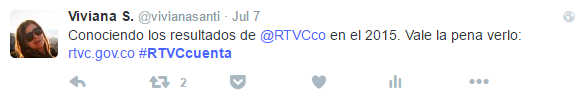 Viviana S. @vivianasanti · Jul 7
Conociendo los resultados de @RTVCco en el 2015. Vale la pena verlo:
rtvc.gov.co #RTVCcuenta
2